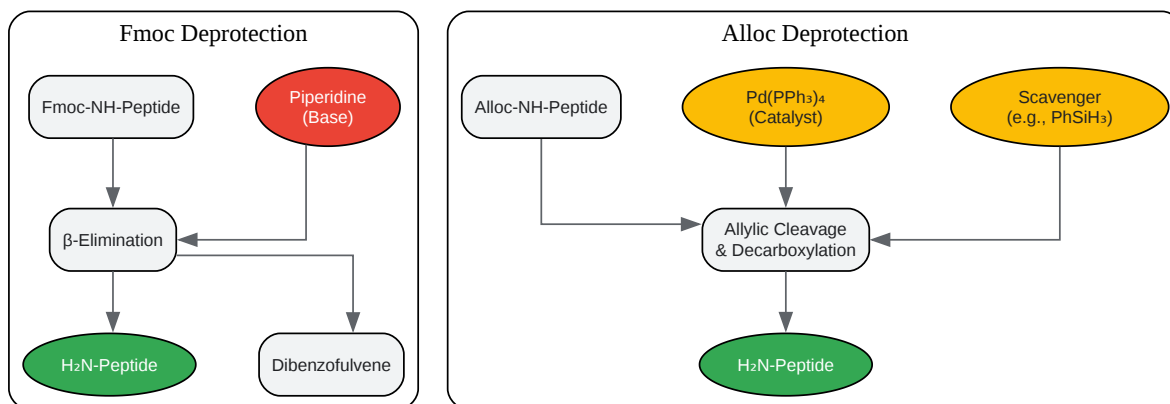 Fmoc Deprotection
Fmoc-NH-Peptide
Piperidine
(Base)
β-Elimination
H₂N-Peptide
Dibenzofulvene
Alloc Deprotection
Alloc-NH-Peptide
Pd(PPh₃)₄
(Catalyst)
Scavenger
(e.g., PhSiH₃)
Allylic Cleavage
& Decarboxylation
H₂N-Peptide